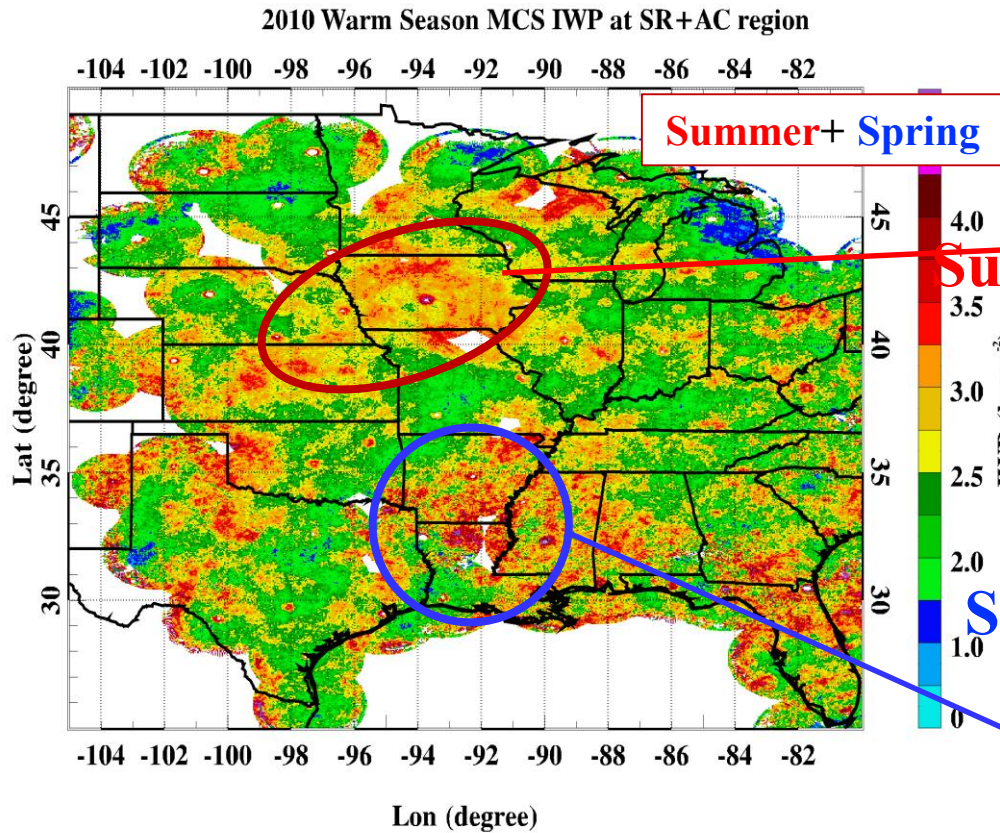 2010 Warm Season MCS IWP at SR+AC region
-104 -102 -100 -98 -96 -94 -92 -91 -90 -88 -86 -84 -82
Summer+ Spring
45 45
4.0
Su
3.5
40 40
3.0
Lat (degree)
35 35
2.5
2.0
30 30
S
1.0
0
-104 -102 -100 -98 -96 -94 -92 -91 -90 -88 -86 -84 -82
Lon (degree)